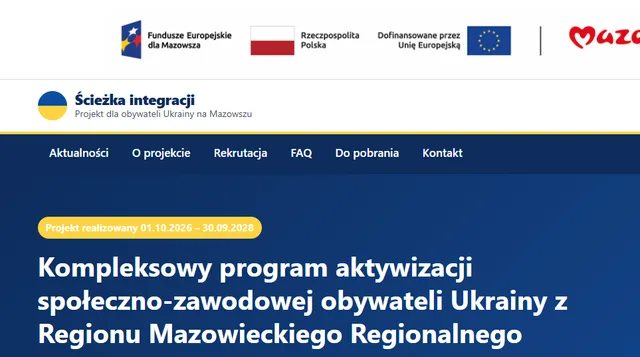 Fundusze Europejskie
dla Mazowsza
Rzeczpospolita
Polska
Dofinansowane przez
Unię Europejską
Ścieżka integracji
Projekt dla obywateli Ukrainy na Mazowszu
Aktualności O projekcie Rekrutacja FAQ Do pobrania Kontakt
Projekt realizowany 01.10.2026 – 30.09.2028
Kompleksowy program aktywizacji
społeczno-zawodowej obywateli Ukrainy z
Regionu Mazowieckiego Regionalnego